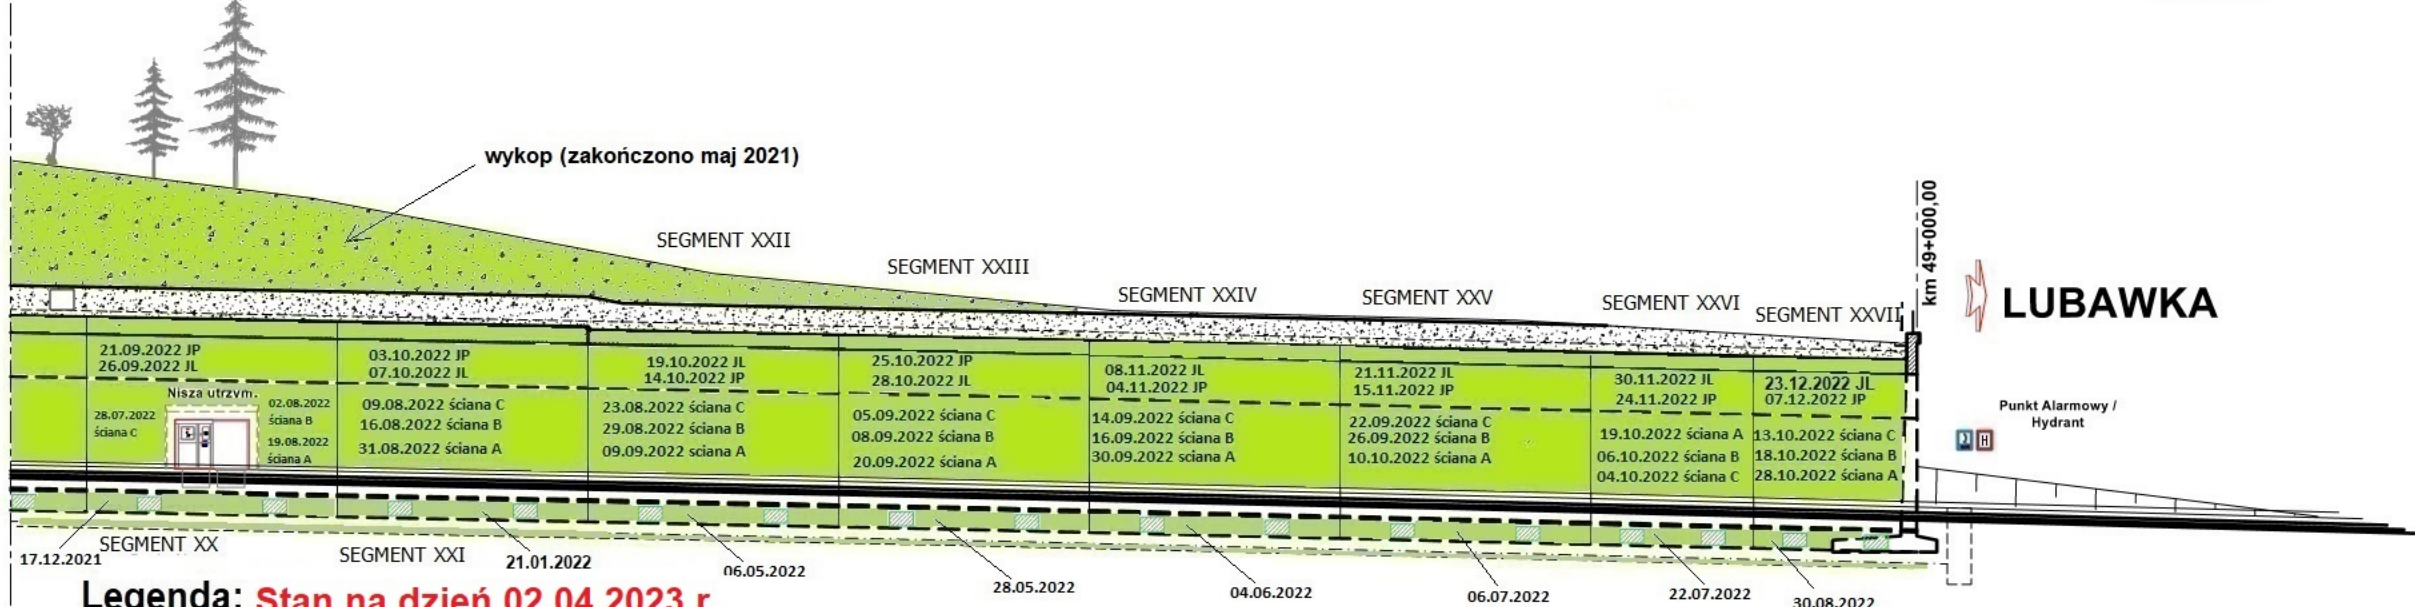 wykop (zakończono maj 2021)
SEGMENT XXII
SEGMENT XXIII
SEGMENT XXIV
SEGMENT XXV
SEGMENT XXVI
SEGMENT XXVII
km 49+000,00
LUBAWKA
21.09.2022 JP
26.09.2022 JL
03.10.2022 JP
07.10.2022 JL
19.10.2022 JL
14.10.2022 JP
25.10.2022 JP
28.10.2022 JL
08.11.2022 JL
04.11.2022 JP
21.11.2022 JL
15.11.2022 JP
30.11.2022 JL
24.11.2022 JP
23.12.2022 JL
07.12.2022 JP
28.07.2022
ściana C
Nisza utrzym.
02.08.2022
ściana B
19.08.2022
ściana A
09.08.2022 ściana C
16.08.2022 ściana B
31.08.2022 ściana A
23.08.2022 ściana C
29.08.2022 ściana B
09.09.2022 sciana A
05.09.2022 ściana C
08.09.2022 ściana B
20.09.2022 ściana A
14.09.2022 ściana C
16.09.2022 ściana B
30.09.2022 sciana A
22.09.2022 ściana C
26.09.2022 ściana B
10.10.2022 ściana A
19.10.2022 ściana A
06.10.2022 ściana B
04.10.2022 ściana C
13.10.2022 ściana C
18.10.2022 ściana B
28.10.2022 ściana A
Punkt Alarmowy /
Hydrant
H
17.12.2021
SEGMENT XX
SEGMENT XXI
21.01.2022
06.05.2022
28.05.2022
04.06.2022
06.07.2022
22.07.2022
30.08.2022
Legenda: Stan na dzień 02.04.2023 r